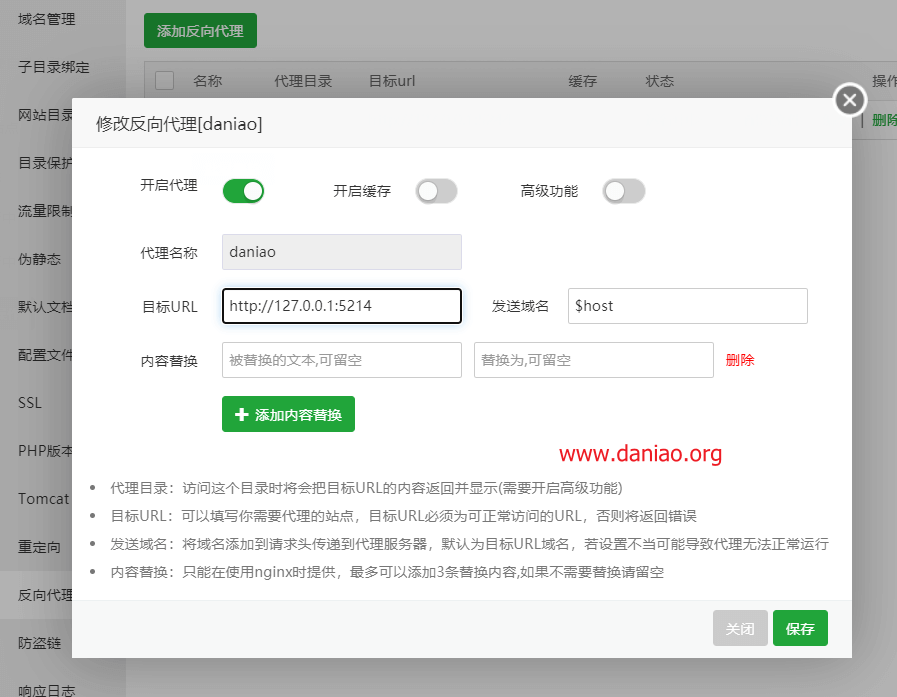 域名管理
添加反向代理
子目录绑定
名称 代理目录 目标url 缓存 状态 操作
网站目录
修改反向代理[daniao]
删除
目录保护
开启代理 开启缓存 高级功能
流量限制
伪静态
代理名称 daniao
默认文档
目标URL http://127.0.0.1:5214 发送域名 $host
配置文件
内容替换 被替换的文本,可留空 替换为,可留空 删除
SSL
添加内容替换
PHP版本
www.daniao.org
Tomcat
代理目录：访问这个目录时将会把目标URL的内容返回并显示(需要开启高级功能)
目标URL：可以填写你需要代理的站点，目标URL必须为可正常访问的URL，否则将返回错误
重定向
发送域名：将域名添加到请求头传递到代理服务器，默认为目标URL域名，若设置不当可能导致代理无法正常运行
内容替换：只能在使用nginx时提供，最多可以添加3条替换内容,如果不需要替换请留空
反向代理
防盗链
关闭 保存
响应日志